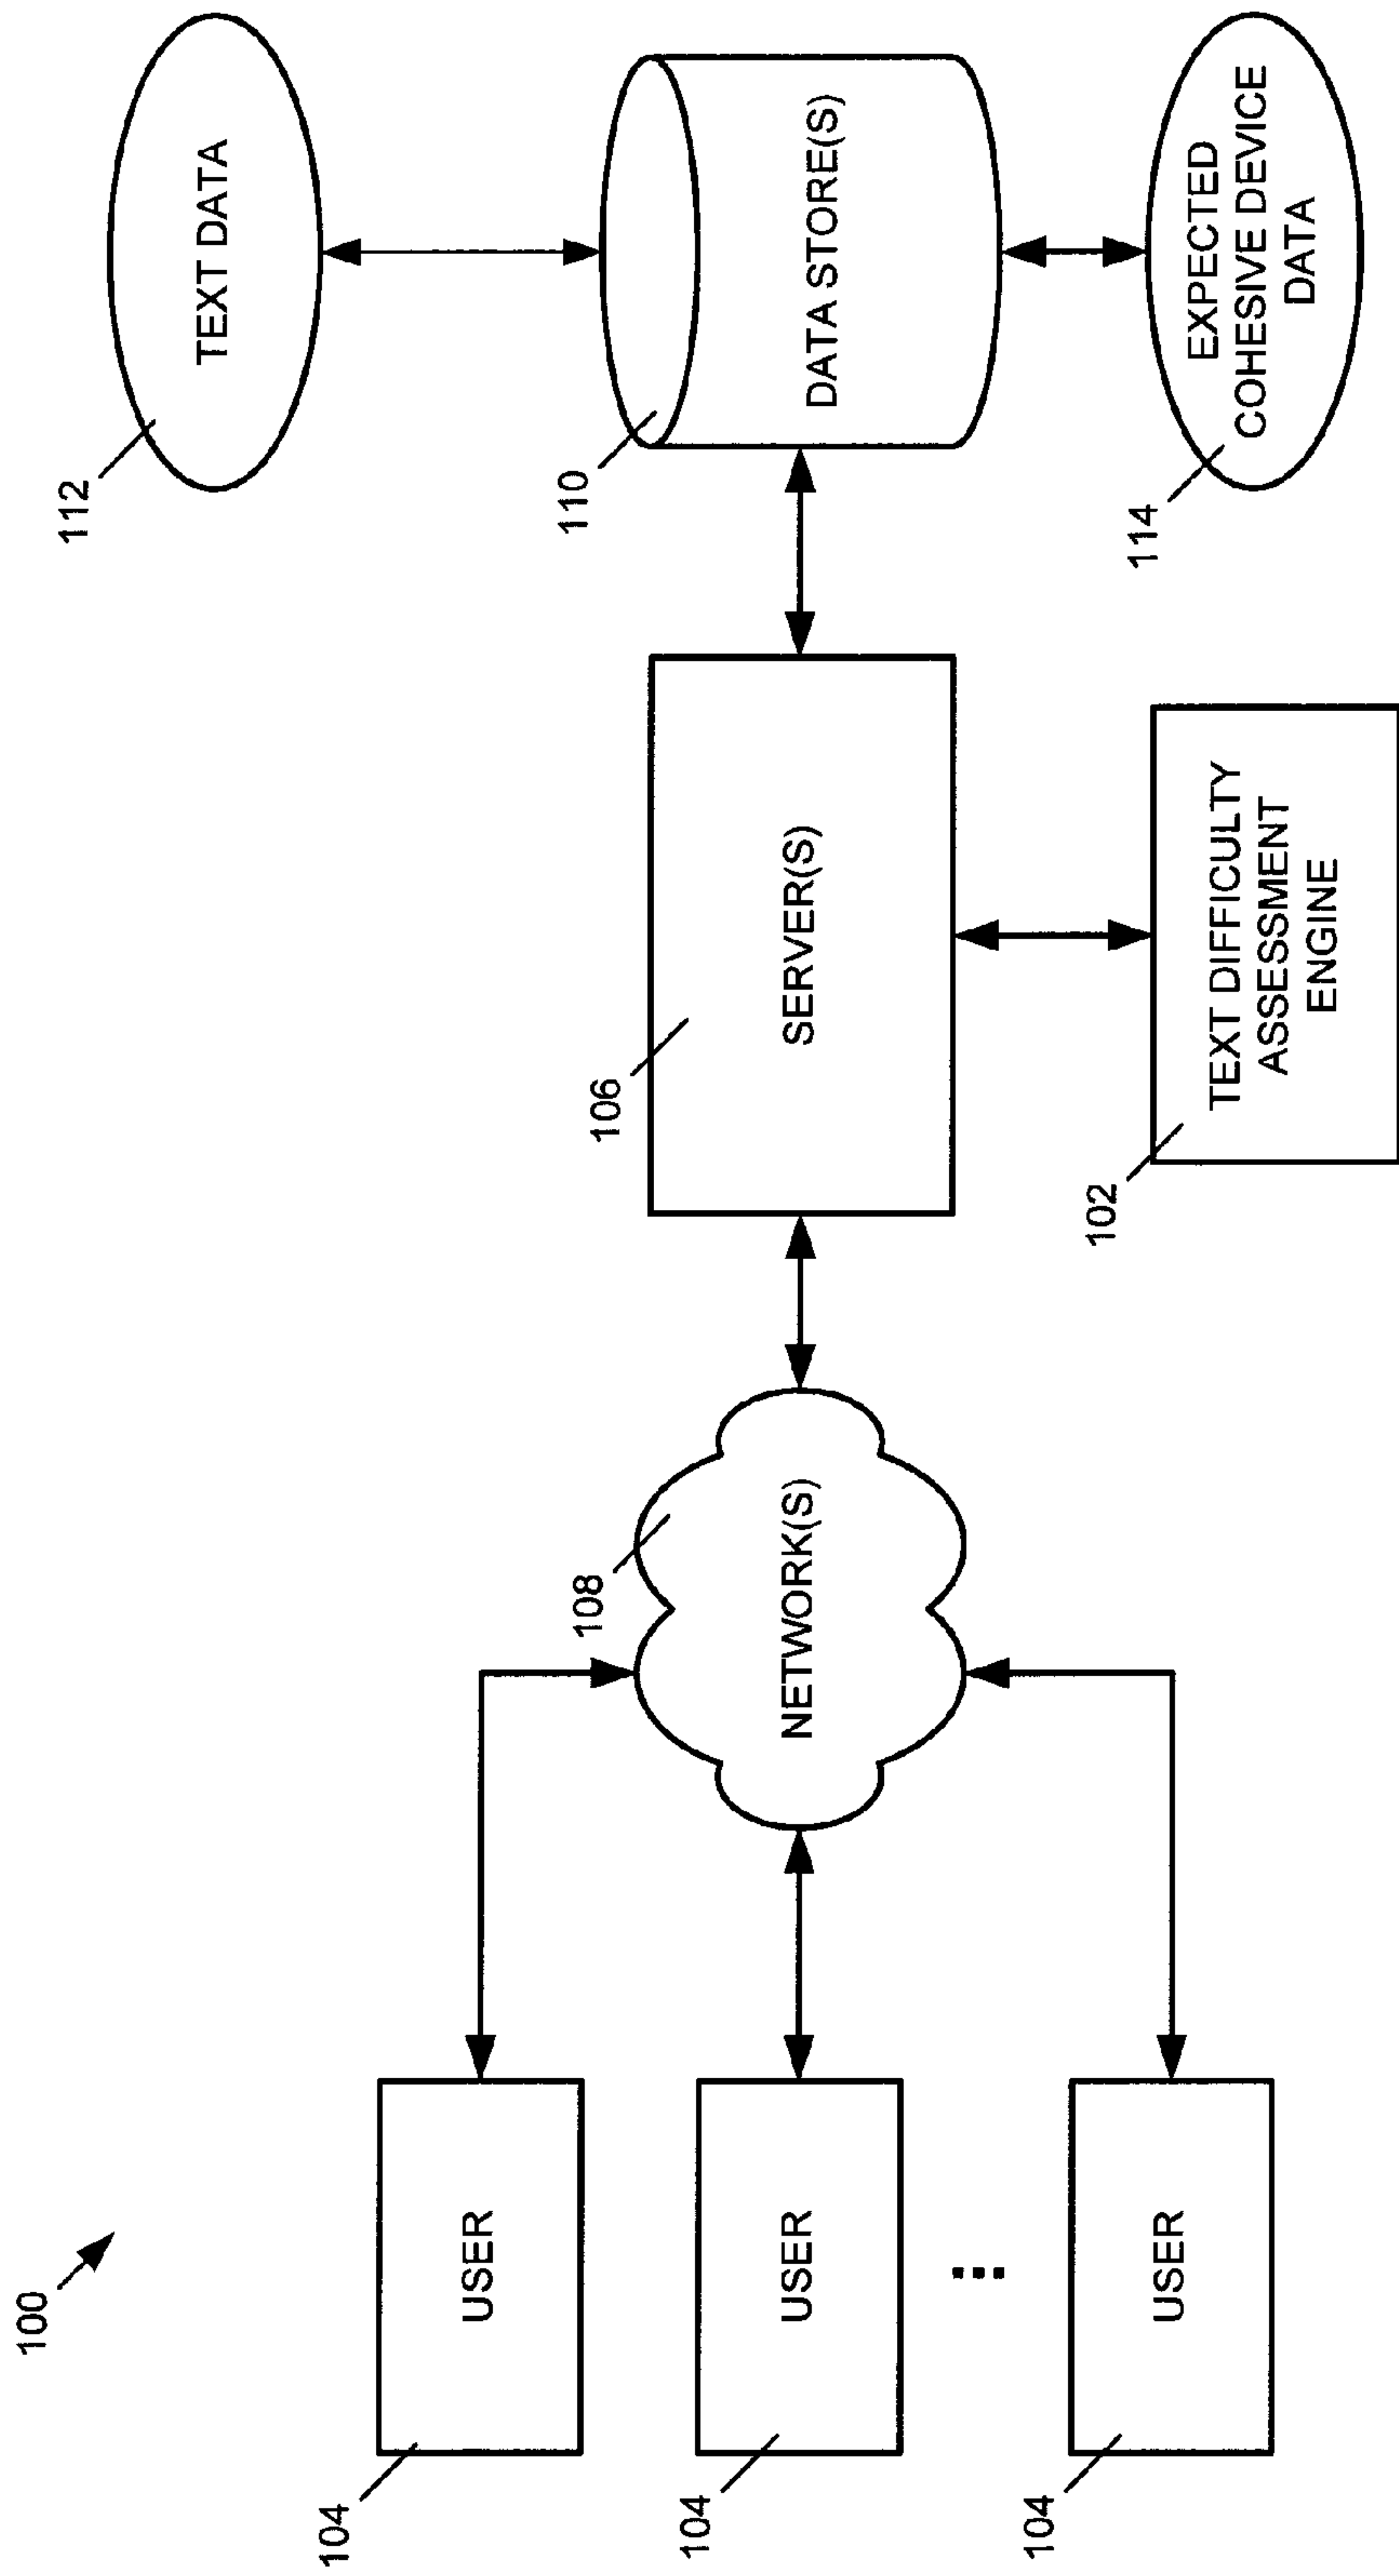 100
104
USER
104
USER
...
104
USER
108
NETWORK(S)
106
SERVER(S)
102
TEXT DIFFICULTY
ASSESSMENT
ENGINE
112
TEXT DATA
110
DATA STORE(S)
114
EXPECTED
COHESIVE DEVICE
DATA